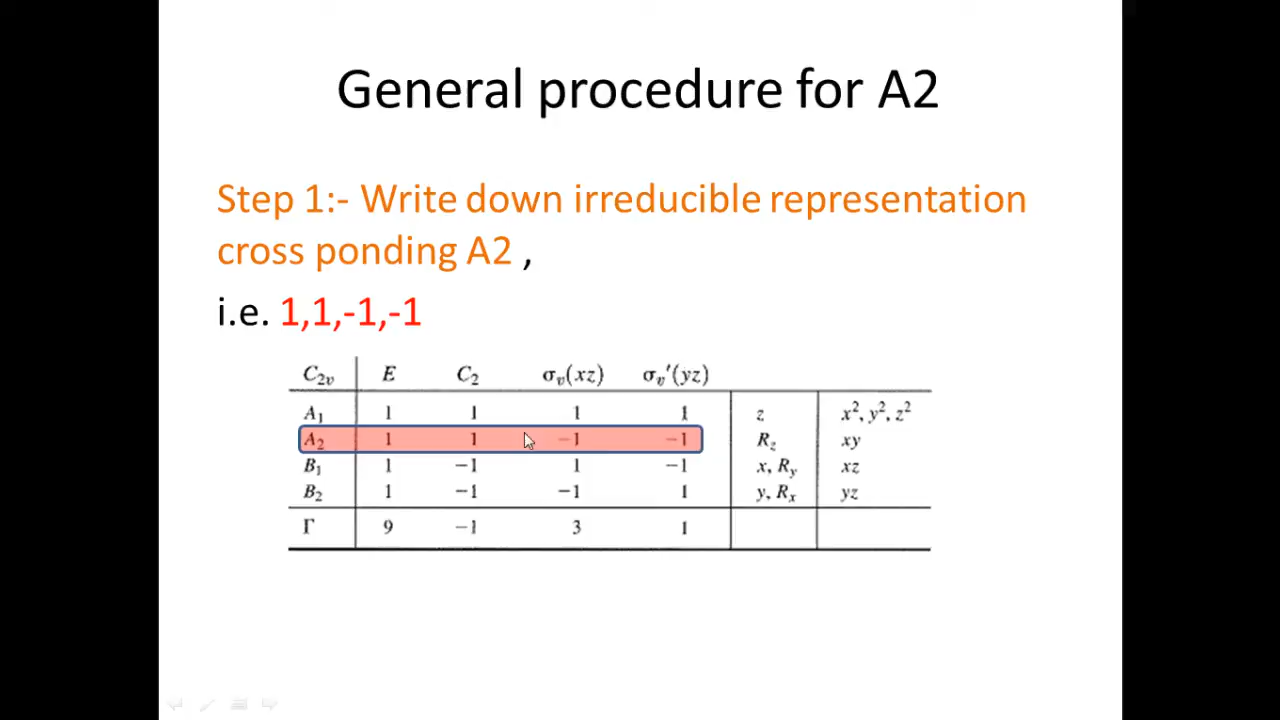 General procedure for A2
Step 1:- Write down irreducible representation
cross ponding A2 ,
i.e. 1,1,-1,-1
C2v E C2 σv(xz) σv′(yz)
A1 1 1 1 1 z x², y², z²
A2 1 1 −1 −1 Rz xy
B1 1 −1 1 −1 x, Ry xz
B2 1 −1 −1 1 y, Rx yz
Γ 9 −1 3 1